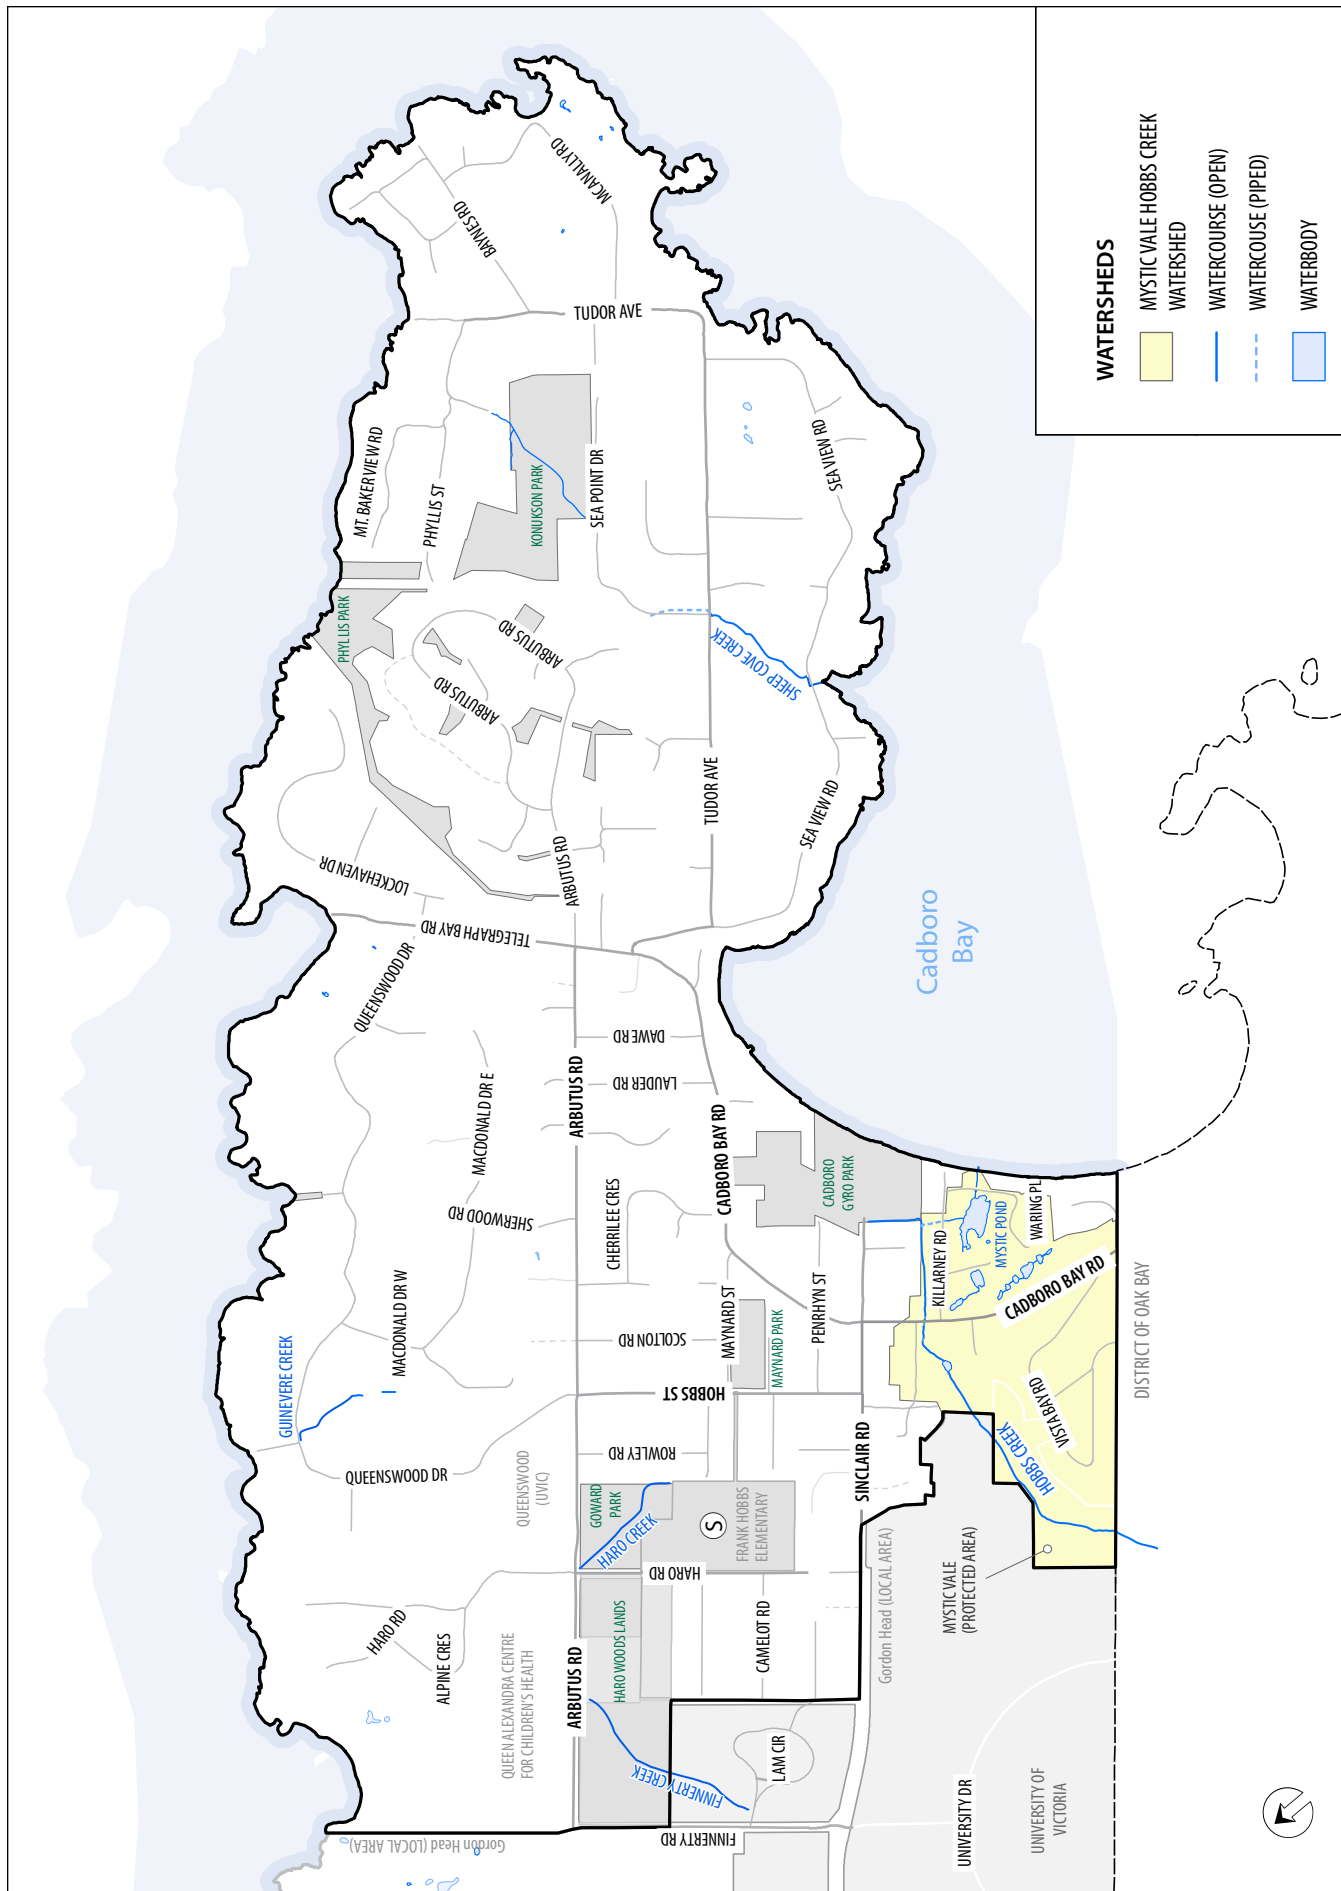 WATERSHEDS
MYSTIC VALE HOBBS CREEK
WATERSHED
WATERCOURSE (OPEN)
WATERCOUSE (PIPED)
WATERBODY
MCANALLY RD
BAYNES RD
TUDOR AVE
MT. BAKER VIEW RD
PHYLLIS ST
KONUKSON PARK
SEA POINT DR
SEA VIEW RD
PHYLLIS PARK
ARBUTUS RD
ARBUTUS RD
SHEEP COVE CREEK
TUDOR AVE
SEA VIEW RD
LOCKEHAVEN DR
ARBUTUS RD
TELEGRAPH BAY RD
QUEENSWOOD DR
Cadboro
Bay
DAWE RD
LAUDER RD
ARBUTUS RD
MACDONALD DR E
CADBORO BAY RD
SHERWOOD RD
CHERRILEE CRES
CADBORO
GYRO PARK
WARING PL
MYSTIC POND
KILLARNEY RD
CADBORO BAY RD
MACDONALD DR W
SCOLTON RD
MAYNARD ST
MAYNARD PARK
PENRHYN ST
DISTRICT OF OAK BAY
GUINEVERE CREEK
HOBBS ST
VISTA BAY RD
HOBBS CREEK
QUEENSWOOD DR
QUEENSWOOD
(UVIC)
ROWLEY RD
SINCLAIR RD
GOWARD
PARK
HARO CREEK
S
FRANK HOBBS
ELEMENTARY
HARO RD
Gordon Head (LOCAL AREA)
MYSTIC VALE
(PROTECTED AREA)
HARO RD
ALPINE CRES
QUEEN ALEXANDRA CENTRE
FOR CHILDREN'S HEALTH
ARBUTUS RD
HARO WOODS LANDS
CAMELOT RD
FINNERTY CREEK
LAM CIR
FINNERTY RD
Gordon Head (LOCAL AREA)
UNIVERSITY DR
UNIVERSITY OF
VICTORIA